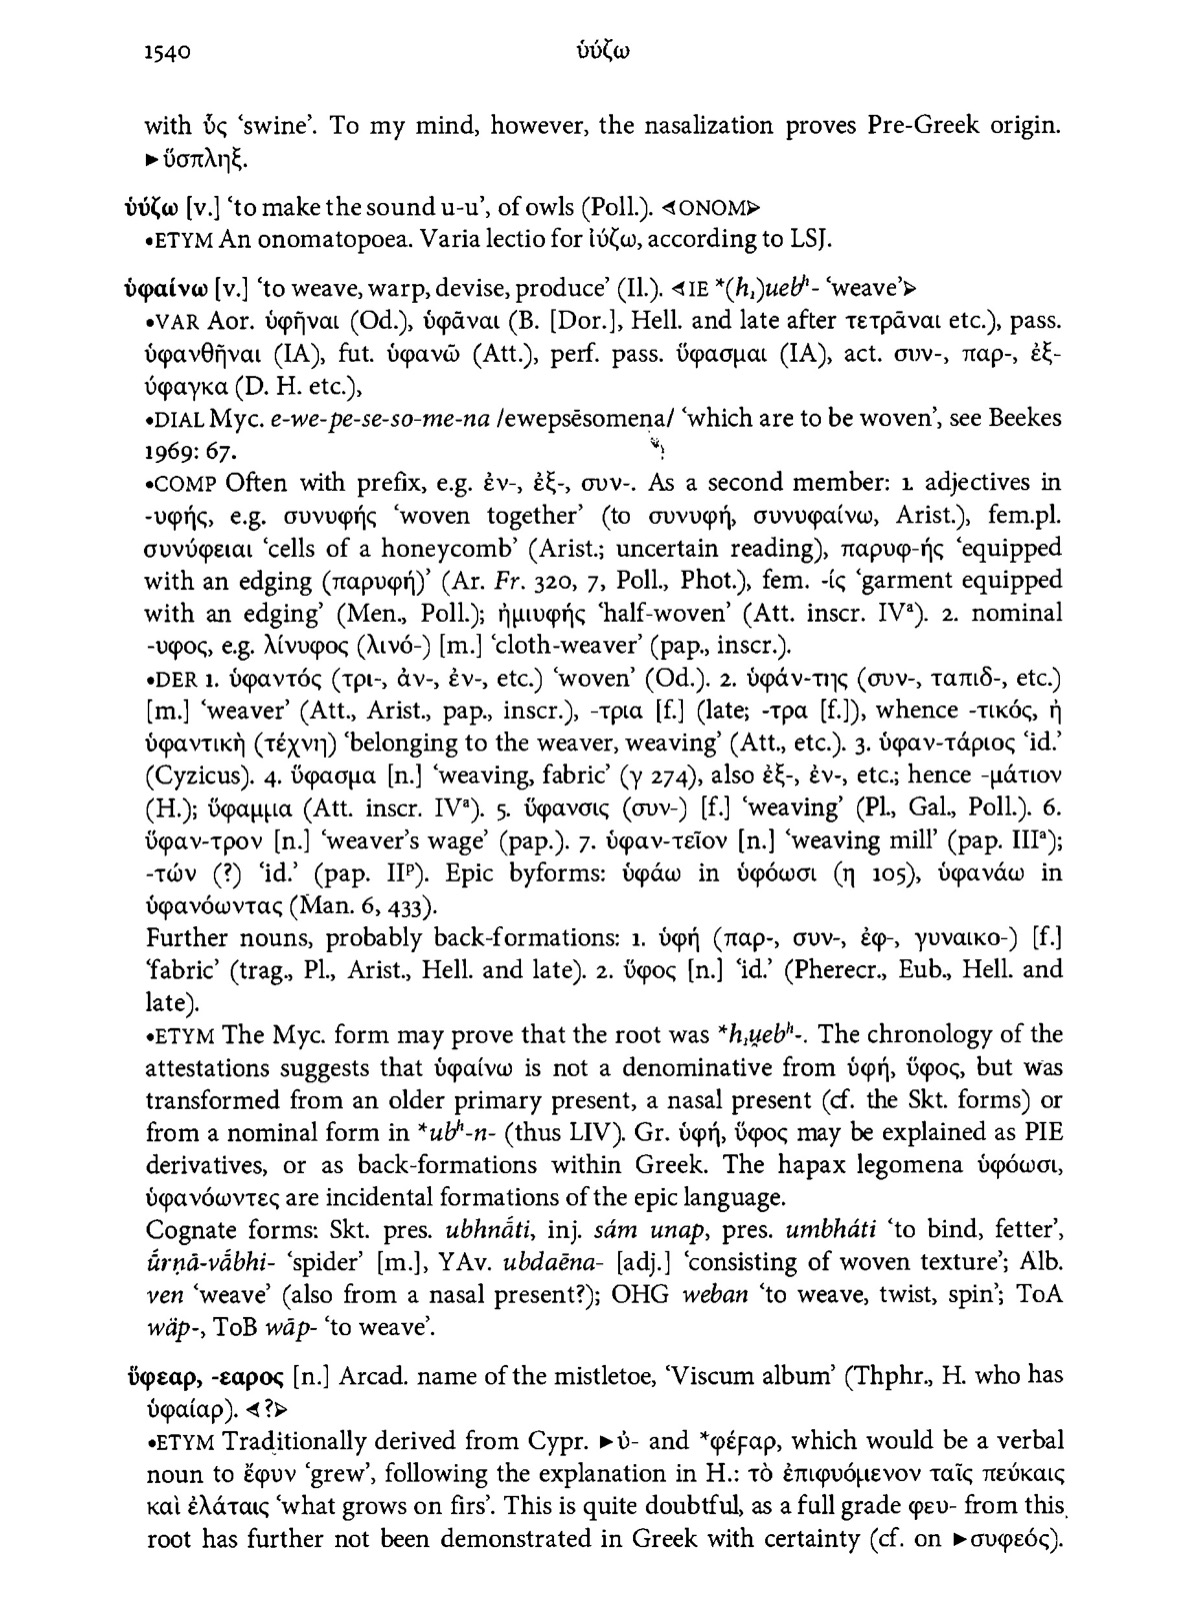 1540
ὑύζω
with ὗς ‘swine’. To my mind, however, the nasalization proves Pre-Greek origin.
►ὕσπληξ.
ὑύζω [v.] ‘to make the sound u-u’, of owls (Poll.). ⊲ONOM⊳
•ETYM An onomatopoea. Varia lectio for ἰύζω, according to LSJ.
ὑφαίνω [v.] ‘to weave, warp, devise, produce’ (Il.). ⊲IE *(h₁)uebʰ- ‘weave’⊳
•VAR Aor. ὑφῆναι (Od.), ὑφᾶναι (B. [Dor.], Hell. and late after τετρᾶναι etc.), pass.
ὑφανθῆναι (IA), fut. ὑφανῶ (Att.), perf. pass. ὕφασμαι (IA), act. συν-, παρ-, ἐξ-
ύφαγκα (D. H. etc.),
•DIAL Myc. e-we-pe-se-so-me-na /ewepsēsomena/ ‘which are to be woven’, see Beekes
1969: 67.
•COMP Often with prefix, e.g. ἐν-, ἐξ-, συν-. As a second member: 1. adjectives in
-υφής, e.g. συνυφής ‘woven together’ (to συνυφή, συνυφαίνω, Arist.), fem.pl.
συνύφειαι ‘cells of a honeycomb’ (Arist.; uncertain reading), παρυφ-ής ‘equipped
with an edging (παρυφή)’ (Ar. Fr. 320, 7, Poll., Phot.), fem. -ίς ‘garment equipped
with an edging’ (Men., Poll.); ἡμιυφής ‘half-woven’ (Att. inscr. IVᵃ). 2. nominal
-υφος, e.g. λίνυφος (λινό-) [m.] ‘cloth-weaver’ (pap., inscr.).
•DER 1. ὑφαντός (τρι-, ἀν-, ἐν-, etc.) ‘woven’ (Od.). 2. ὑφάν-της (συν-, ταπιδ-, etc.)
[m.] ‘weaver’ (Att., Arist., pap., inscr.), -τρια [f.] (late; -τρα [f.]), whence -τικός, ἡ
ὑφαντικὴ (τέχνη) ‘belonging to the weaver, weaving’ (Att., etc.). 3. ὑφαν-τάριος ‘id.’
(Cyzicus). 4. ὕφασμα [n.] ‘weaving, fabric’ (γ 274), also ἐξ-, ἐν-, etc.; hence -μάτιον
(H.); ὕφαμμα (Att. inscr. IVᵃ). 5. ὕφανσις (συν-) [f.] ‘weaving’ (Pl., Gal., Poll.). 6.
ὕφαν-τρον [n.] ‘weaver’s wage’ (pap.). 7. ὑφαν-τεῖον [n.] ‘weaving mill’ (pap. IIIᵃ);
-τών (?) ‘id.’ (pap. IIᵖ). Epic byforms: ὑφάω in ὑφόωσι (η 105), ὑφανάω in
ὑφανόωντας (Man. 6, 433).
Further nouns, probably back-formations: 1. ὑφή (παρ-, συν-, ἐφ-, γυναικο-) [f.]
‘fabric’ (trag., Pl., Arist., Hell. and late). 2. ὕφος [n.] ‘id.’ (Pherecr., Eub., Hell. and
late).
•ETYM The Myc. form may prove that the root was *h₁u̯ebʰ-. The chronology of the
attestations suggests that ὑφαίνω is not a denominative from ὑφή, ὕφος, but was
transformed from an older primary present, a nasal present (cf. the Skt. forms) or
from a nominal form in *ubʰ-n- (thus LIV). Gr. ὑφή, ὕφος may be explained as PIE
derivatives, or as back-formations within Greek. The hapax legomena ὑφόωσι,
ὑφανόωντες are incidental formations of the epic language.
Cognate forms: Skt. pres. ubhnā́ti, inj. sám unap, pres. umbháti ‘to bind, fetter’,
ū́rṇā-vā́bhi- ‘spider’ [m.], YAv. ubdaēna- [adj.] ‘consisting of woven texture’; Alb.
ven ‘weave’ (also from a nasal present?); OHG weban ‘to weave, twist, spin’; ToA
wäp-, ToB wāp- ‘to weave’.
ὕφεαρ, -εαρος [n.] Arcad. name of the mistletoe, ‘Viscum album’ (Thphr., H. who has
ὑφαίαρ). ⊲?⊳
•ETYM Traditionally derived from Cypr. ►ὑ- and *φέϝαρ, which would be a verbal
noun to ἔφυν ‘grew’, following the explanation in H.: τὸ ἐπιφυόμενον ταῖς πεύκαις
καὶ ἐλάταις ‘what grows on firs’. This is quite doubtful, as a full grade φευ- from this
root has further not been demonstrated in Greek with certainty (cf. on ►συφεός).